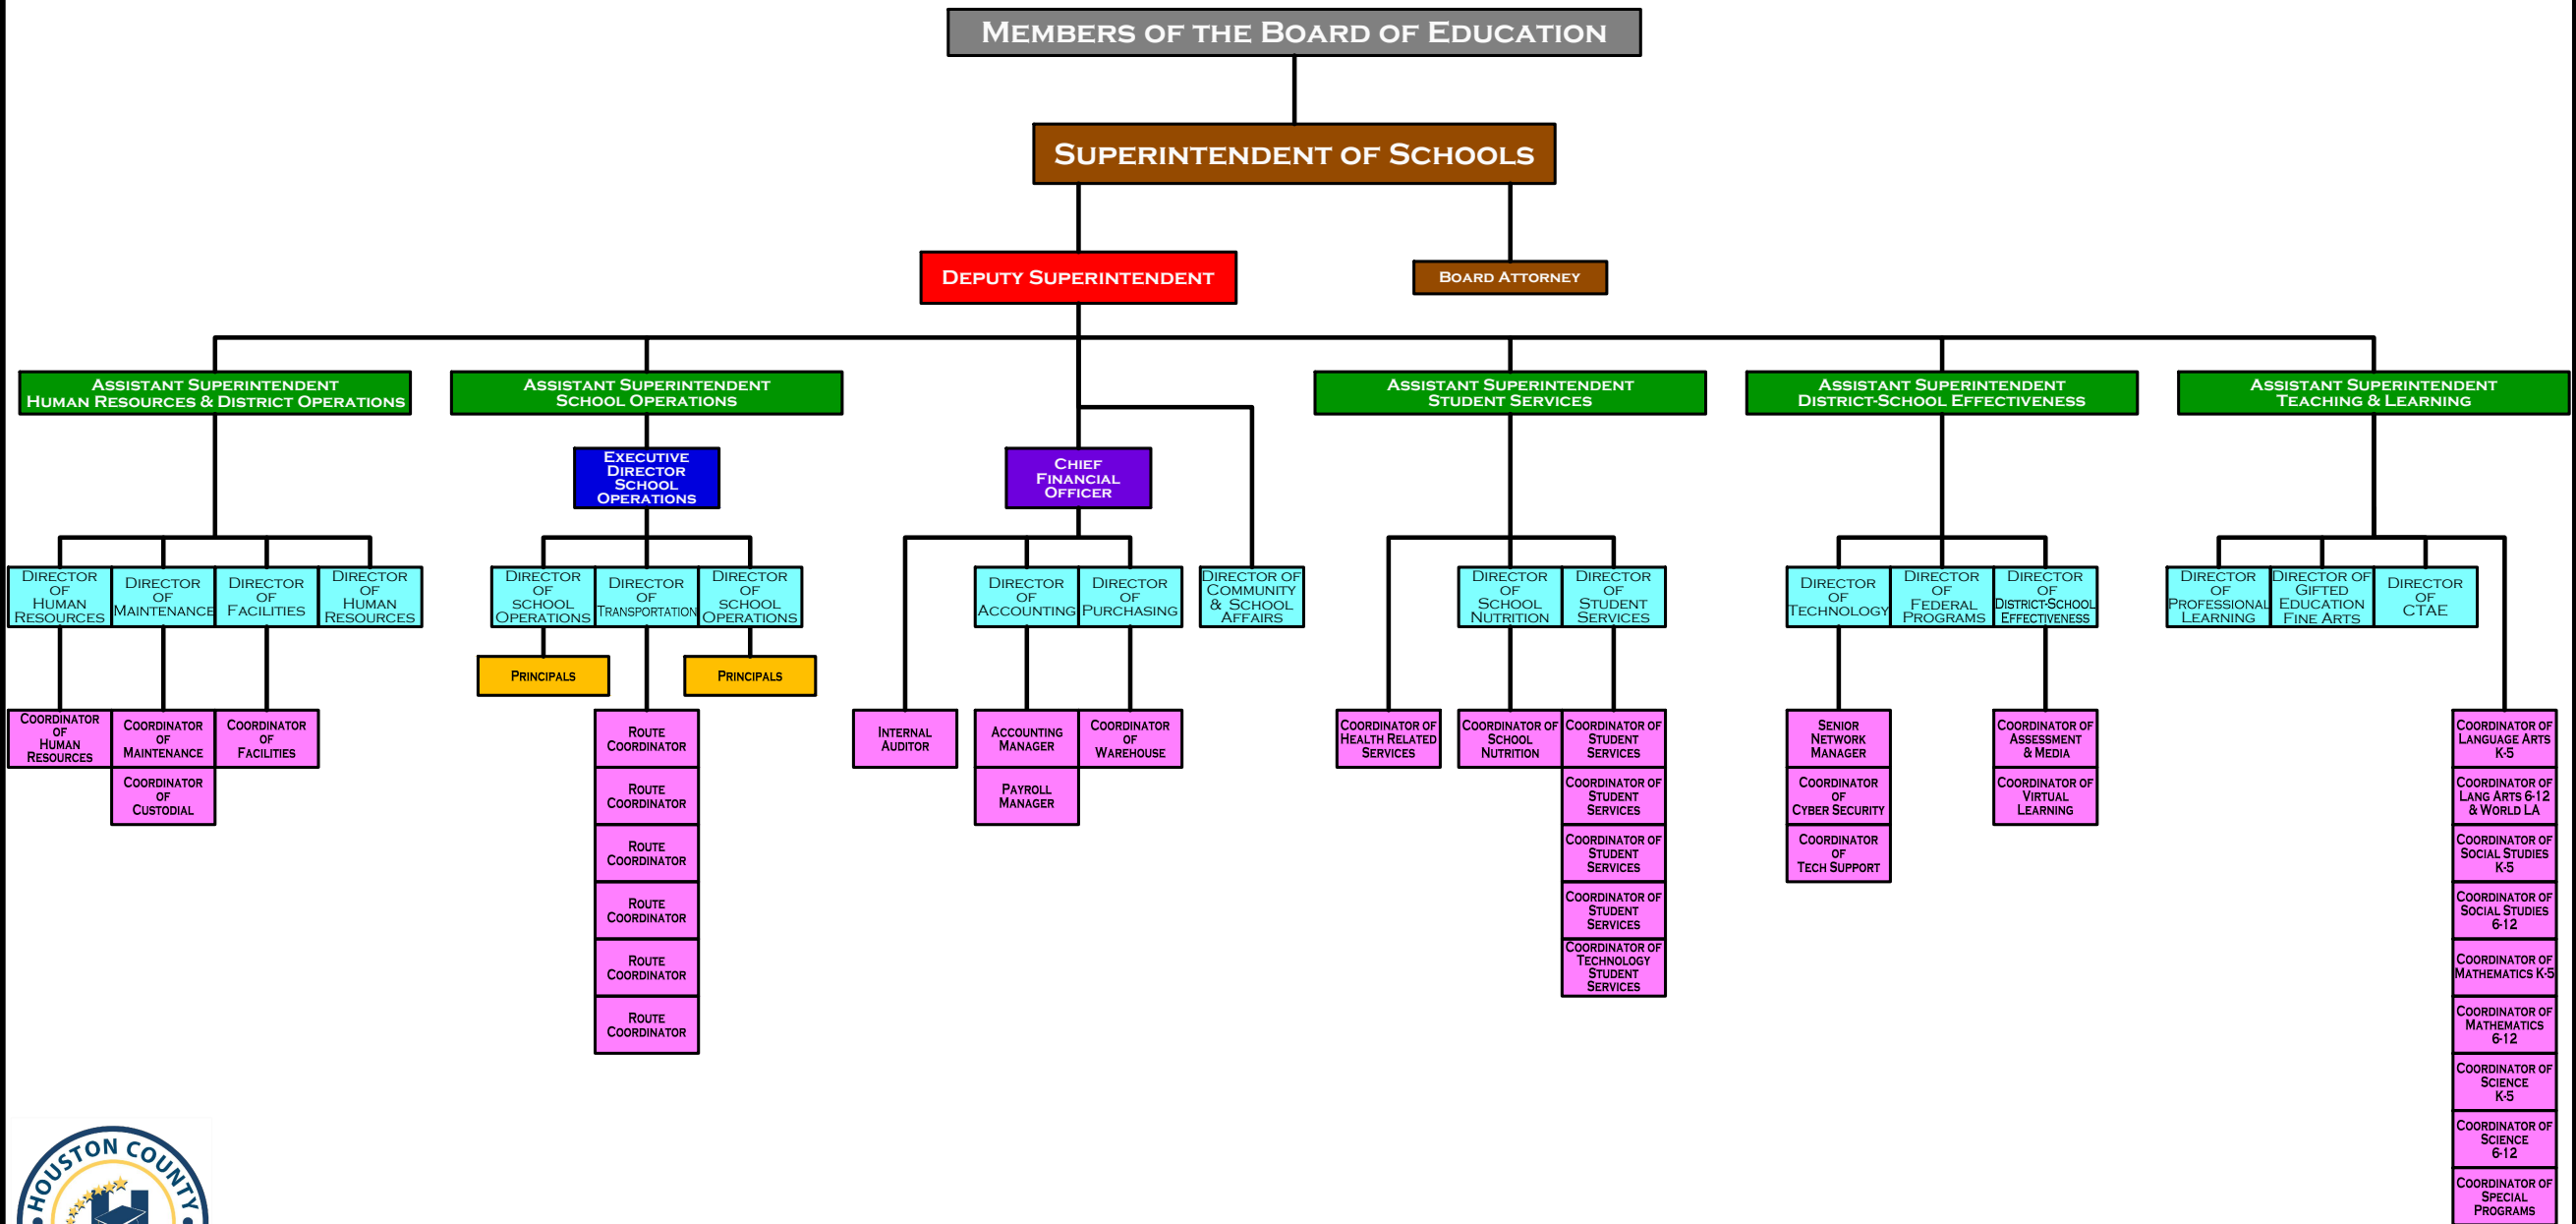 Members of the Board of Education
Superintendent of Schools
Deputy Superintendent
Board Attorney
Assistant Superintendent
Human Resources & District Operations
Assistant Superintendent
School Operations
Assistant Superintendent
Student Services
Assistant Superintendent
District-School Effectiveness
Assistant Superintendent
Teaching & Learning
Executive
Director
School
Operations
Chief
Financial
Officer
Director
of
Human
Resources
Director
of
Maintenance
Director
of
Facilities
Director
of
Human
Resources
Director
of
school
Operations
Director
of
Transportation
Director
of
school
Operations
Director
of
Accounting
Director
of
Purchasing
Director of
Community
& School
Affairs
Director
of
School
Nutrition
Director
of
Student
Services
Director
of
Technology
Director
of
Federal
Programs
Director
of
District-School
Effectiveness
Director
of
Professional
Learning
Director of
Gifted
Education
Fine Arts
Director
of
CTAE
Principals
Principals
Coordinator
of
Human
Resources
Coordinator
of
Maintenance
Coordinator
of
Facilities
Coordinator
of
Custodial
Route
Coordinator
Route
Coordinator
Route
Coordinator
Route
Coordinator
Route
Coordinator
Route
Coordinator
Internal
Auditor
Accounting
Manager
Coordinator
of
Warehouse
Payroll
Manager
Coordinator of
Health Related
Services
Coordinator of
School
Nutrition
Coordinator of
Student
Services
Coordinator of
Student
Services
Coordinator of
Student
Services
Coordinator of
Student
Services
Coordinator of
Technology
Student
Services
Senior
Network
Manager
Coordinator
of
Cyber Security
Coordinator
of
Tech Support
Coordinator of
Assessment
& Media
Coordinator of
Virtual
Learning
Coordinator of
Language Arts
K-5
Coordinator of
Lang Arts 6-12
& World LA
Coordinator of
Social Studies
K-5
Coordinator of
Social Studies
6-12
Coordinator of
Mathematics K-5
Coordinator of
Mathematics
6-12
Coordinator of
Science
K-5
Coordinator of
Science
6-12
Coordinator of
Special
Programs
HOUSTON COUNTY